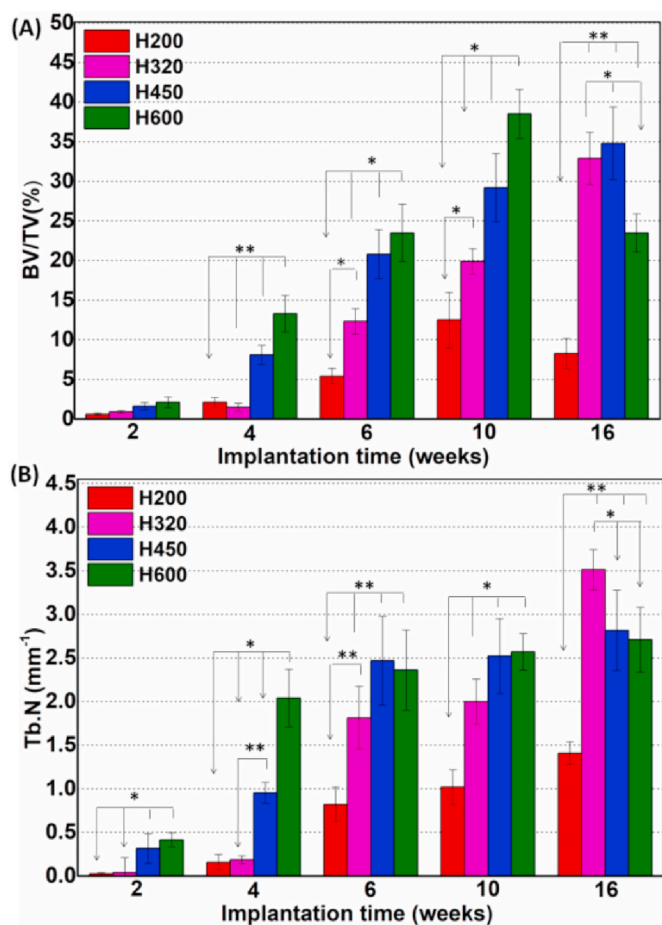 (A)
50
45
40
35
30
25
20
15
10
5
0
BV/TV(%)
H200
H320
H450
H600
**
*
*
*
**
*
*
*
2 4 6 10 16
Implantation time (weeks)
(B)
4.5
4.0
3.5
3.0
2.5
2.0
1.5
1.0
0.5
0.0
Tb.N (mm-1)
H200
H320
H450
H600
**
*
**
*
*
**
**
*
2 4 6 10 16
Implantation time (weeks)